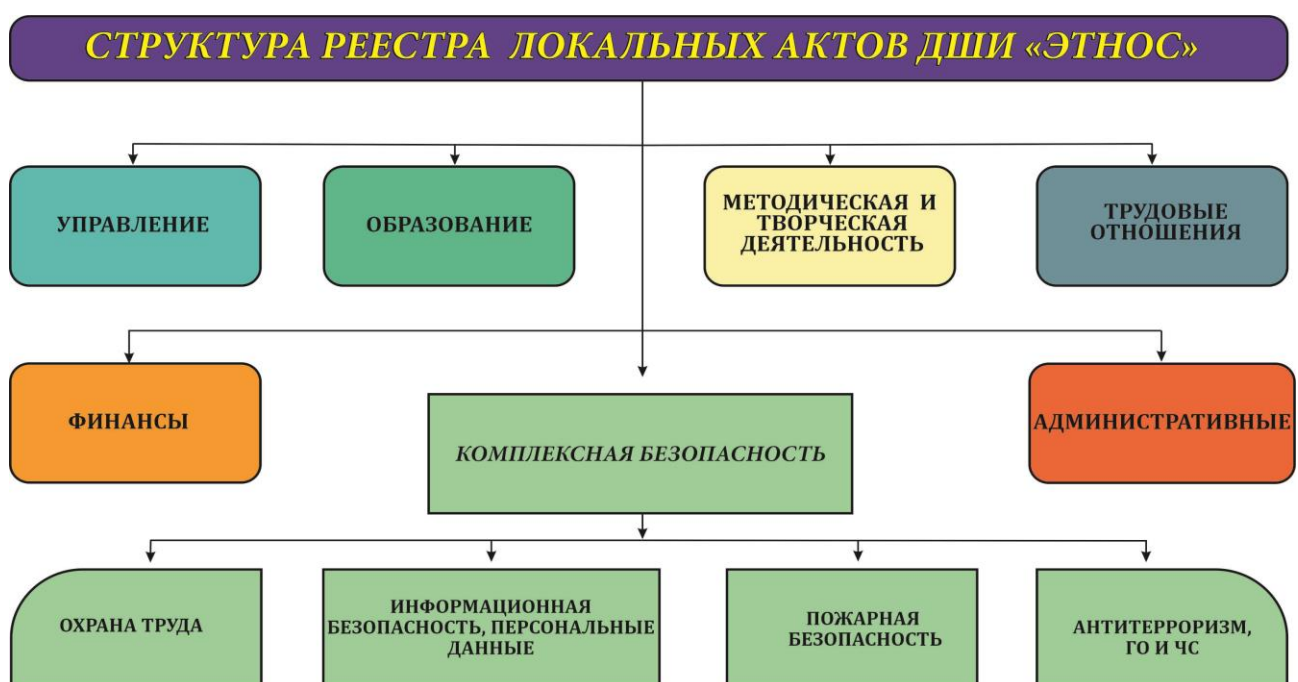 СТРУКТУРА РЕЕСТРА ЛОКАЛЬНЫХ АКТОВ ДШИ «ЭТНОС»
УПРАВЛЕНИЕ
ОБРАЗОВАНИЕ
МЕТОДИЧЕСКАЯ И
ТВОРЧЕСКАЯ
ДЕЯТЕЛЬНОСТЬ
ТРУДОВЫЕ
ОТНОШЕНИЯ
ФИНАНСЫ
КОМПЛЕКСНАЯ БЕЗОПАСНОСТЬ
АДМИНИСТРАТИВНЫЕ
ОХРАНА ТРУДА
ИНФОРМАЦИОННАЯ
БЕЗОПАСНОСТЬ, ПЕРСОНАЛЬНЫЕ
ДАННЫЕ
ПОЖАРНАЯ
БЕЗОПАСНОСТЬ
АНТИТЕРРОРИЗМ,
ГО И ЧС